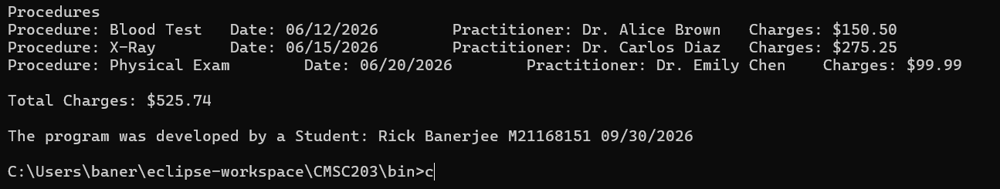 Procedures
Procedure: Blood Test   Date: 06/12/2026        Practitioner: Dr. Alice Brown   Charges: $150.50
Procedure: X-Ray        Date: 06/15/2026        Practitioner: Dr. Carlos Diaz   Charges: $275.25
Procedure: Physical Exam        Date: 06/20/2026        Practitioner: Dr. Emily Chen    Charges: $99.99
Total Charges: $525.74
The program was developed by a Student: Rick Banerjee M21168151 09/30/2026
C:\Users\baner\eclipse-workspace\CMSC203\bin>c